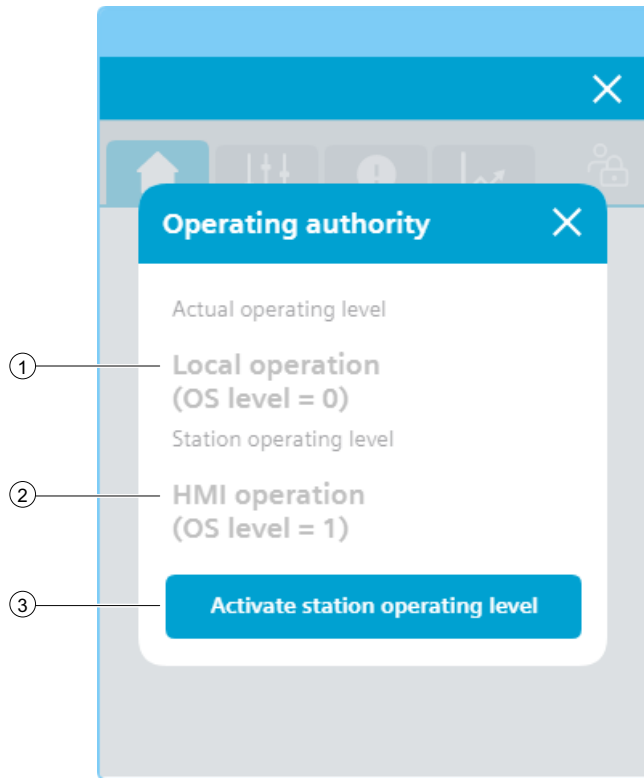 Operating authority
Actual operating level
1
Local operation
(OS level = 0)
Station operating level
2
HMI operation
(OS level = 1)
3
Activate station operating level